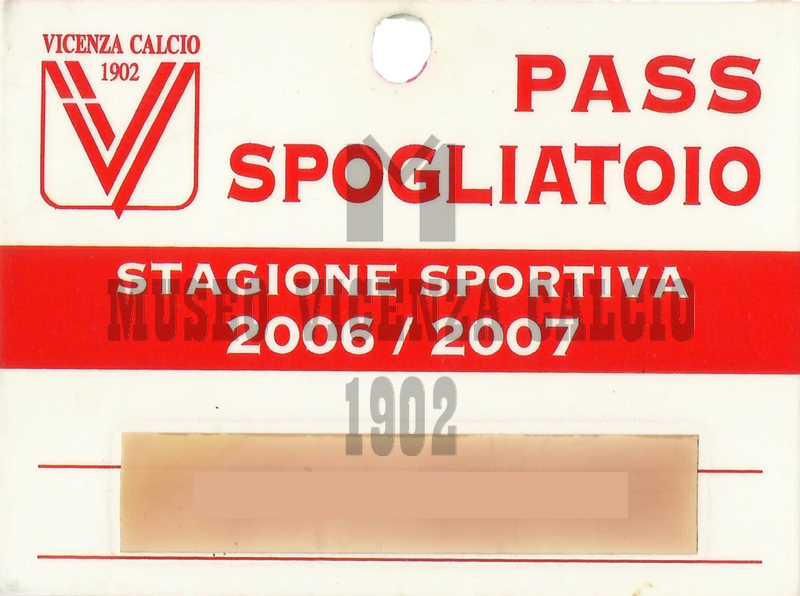 VICENZA CALCIO
1902
PASS
SPOGLIATOIO
STAGIONE SPORTIVA
MUSEO VICENZA CALCIO
2006 / 2007
1902